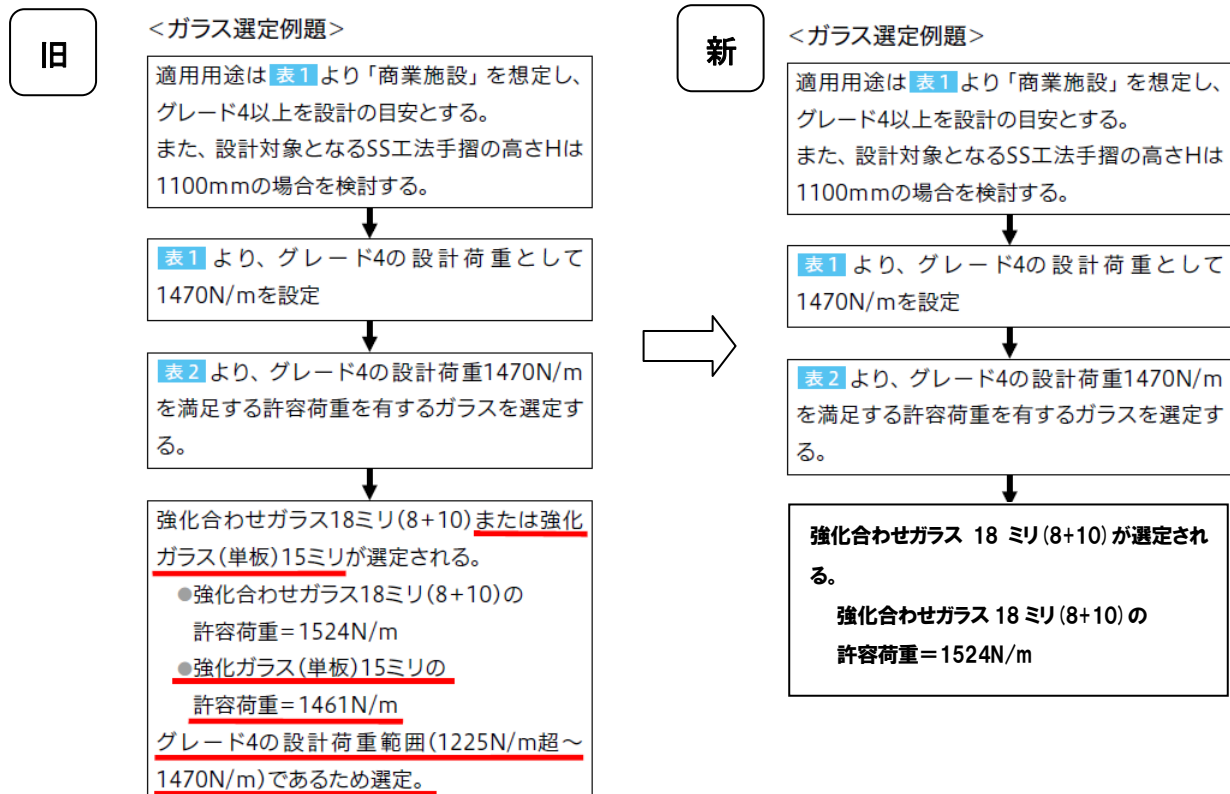 旧
<ガラス選定例題>
適用用途は 表1 より「商業施設」を想定し、
グレード4以上を設計の目安とする。
また、設計対象となるSS工法手摺の高さHは
1100mmの場合を検討する。
表1 より、グレード4の設計荷重として
1470N/mを設定
表2 より、グレード4の設計荷重1470N/m
を満足する許容荷重を有するガラスを選定す
る。
強化合わせガラス18ミリ(8+10)または強化
ガラス(単板)15ミリが選定される。
●強化合わせガラス18ミリ(8+10)の
許容荷重=1524N/m
●強化ガラス(単板)15ミリの
許容荷重=1461N/m
グレード4の設計荷重範囲(1225N/m超〜
1470N/m)であるため選定。
新
<ガラス選定例題>
適用用途は 表1 より「商業施設」を想定し、
グレード4以上を設計の目安とする。
また、設計対象となるSS工法手摺の高さHは
1100mmの場合を検討する。
表1 より、グレード4の設計荷重として
1470N/mを設定
表2 より、グレード4の設計荷重1470N/m
を満足する許容荷重を有するガラスを選定す
る。
強化合わせガラス 18 ミリ(8+10)が選定され
る。
強化合わせガラス 18 ミリ(8+10)の
許容荷重=1524N/m